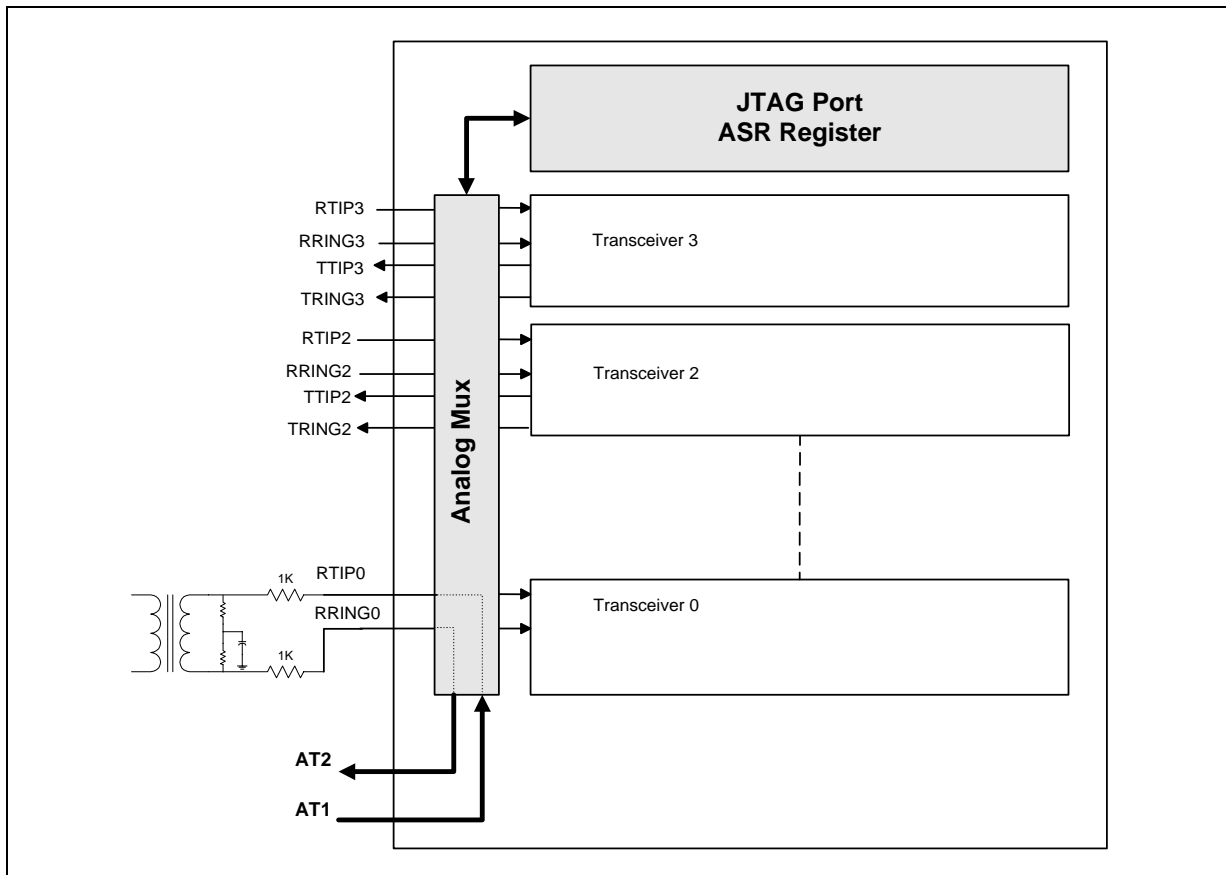 JTAG Port
ASR Register
RTIP3
RRING3
TTIP3
TRING3
Transceiver 3
RTIP2
RRING2
TTIP2
TRING2
Transceiver 2
Analog Mux
1K
RTIP0
RRING0
1K
Transceiver 0
AT2
AT1